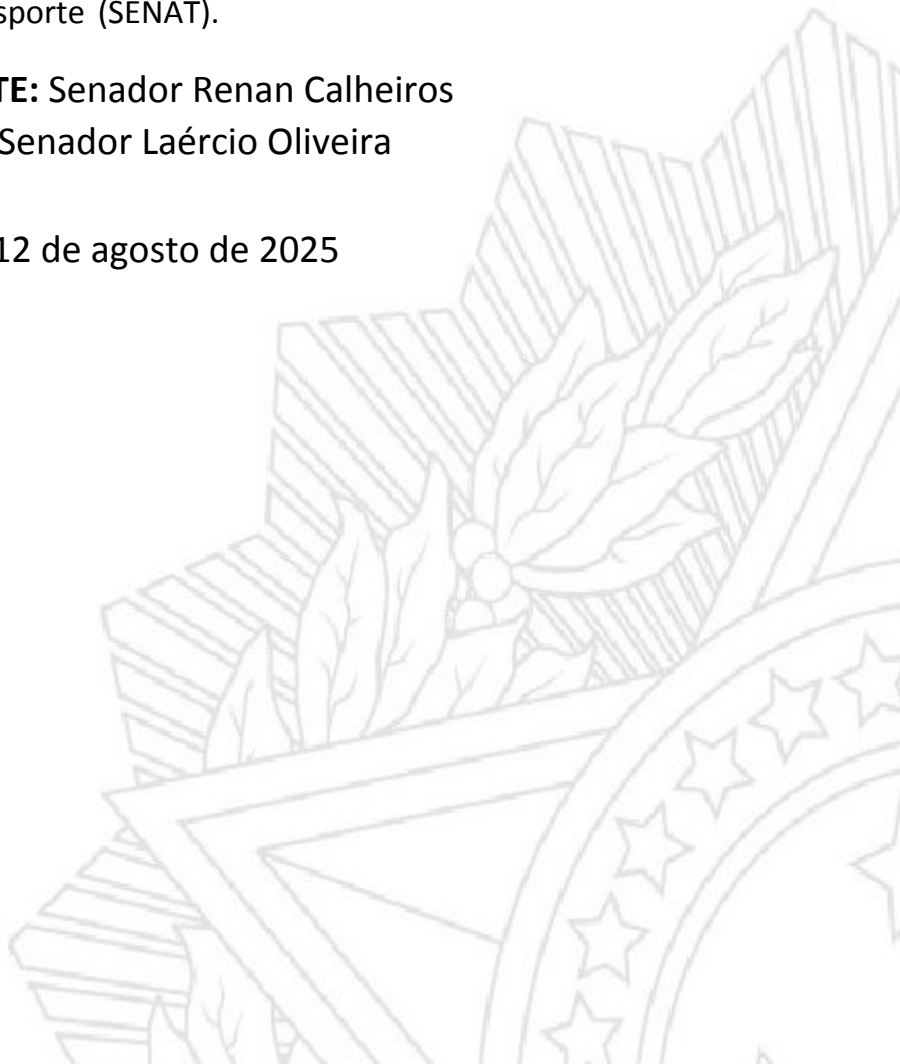 sporte (SENAT).
TE: Senador Renan Calheiros
Senador Laércio Oliveira
12 de agosto de 2025